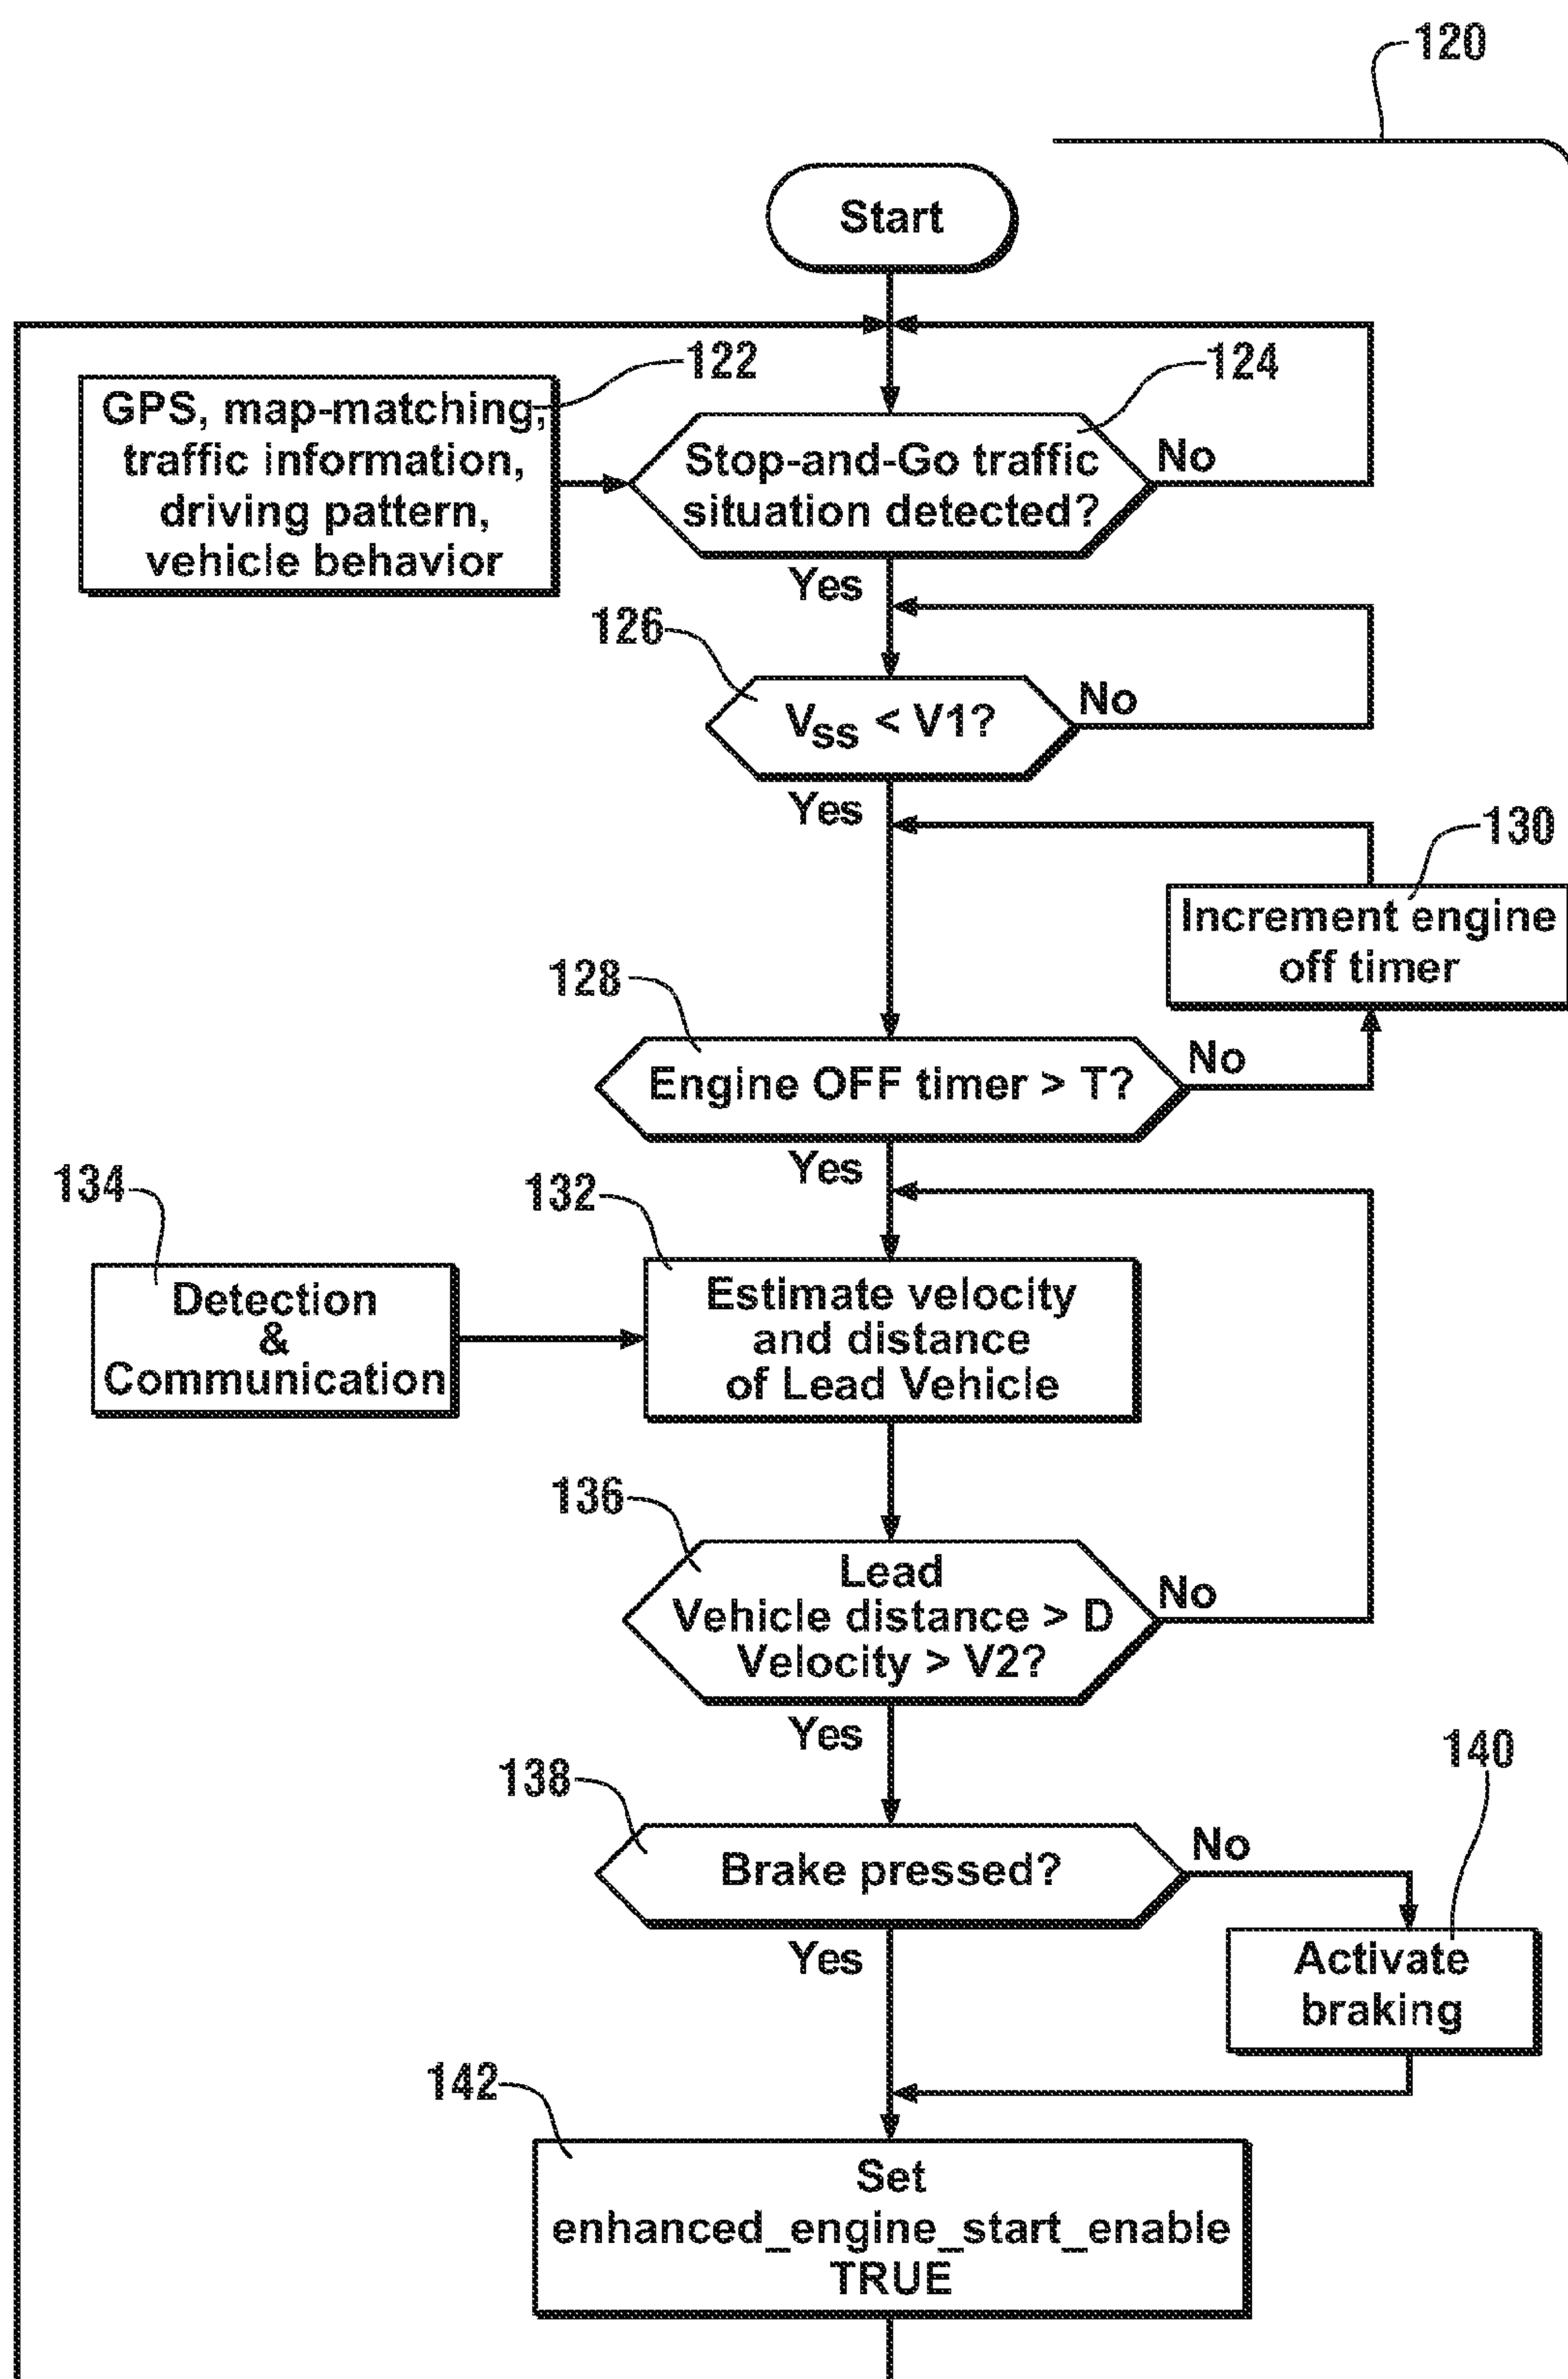 120
Start
122
124
GPS, map-matching,
traffic information,
driving pattern,
vehicle behavior
Stop-and-Go traffic
situation detected?
No
Yes
126
Vss < V1?
No
Yes
130
Increment engine
off timer
128
Engine OFF timer > T?
No
Yes
134
132
Detection
&
Communication
Estimate velocity
and distance
of Lead Vehicle
136
Lead
Vehicle distance > D
Velocity > V2?
No
Yes
138
140
Brake pressed?
No
Yes
Activate
braking
142
Set
enhanced_engine_start_enable
TRUE